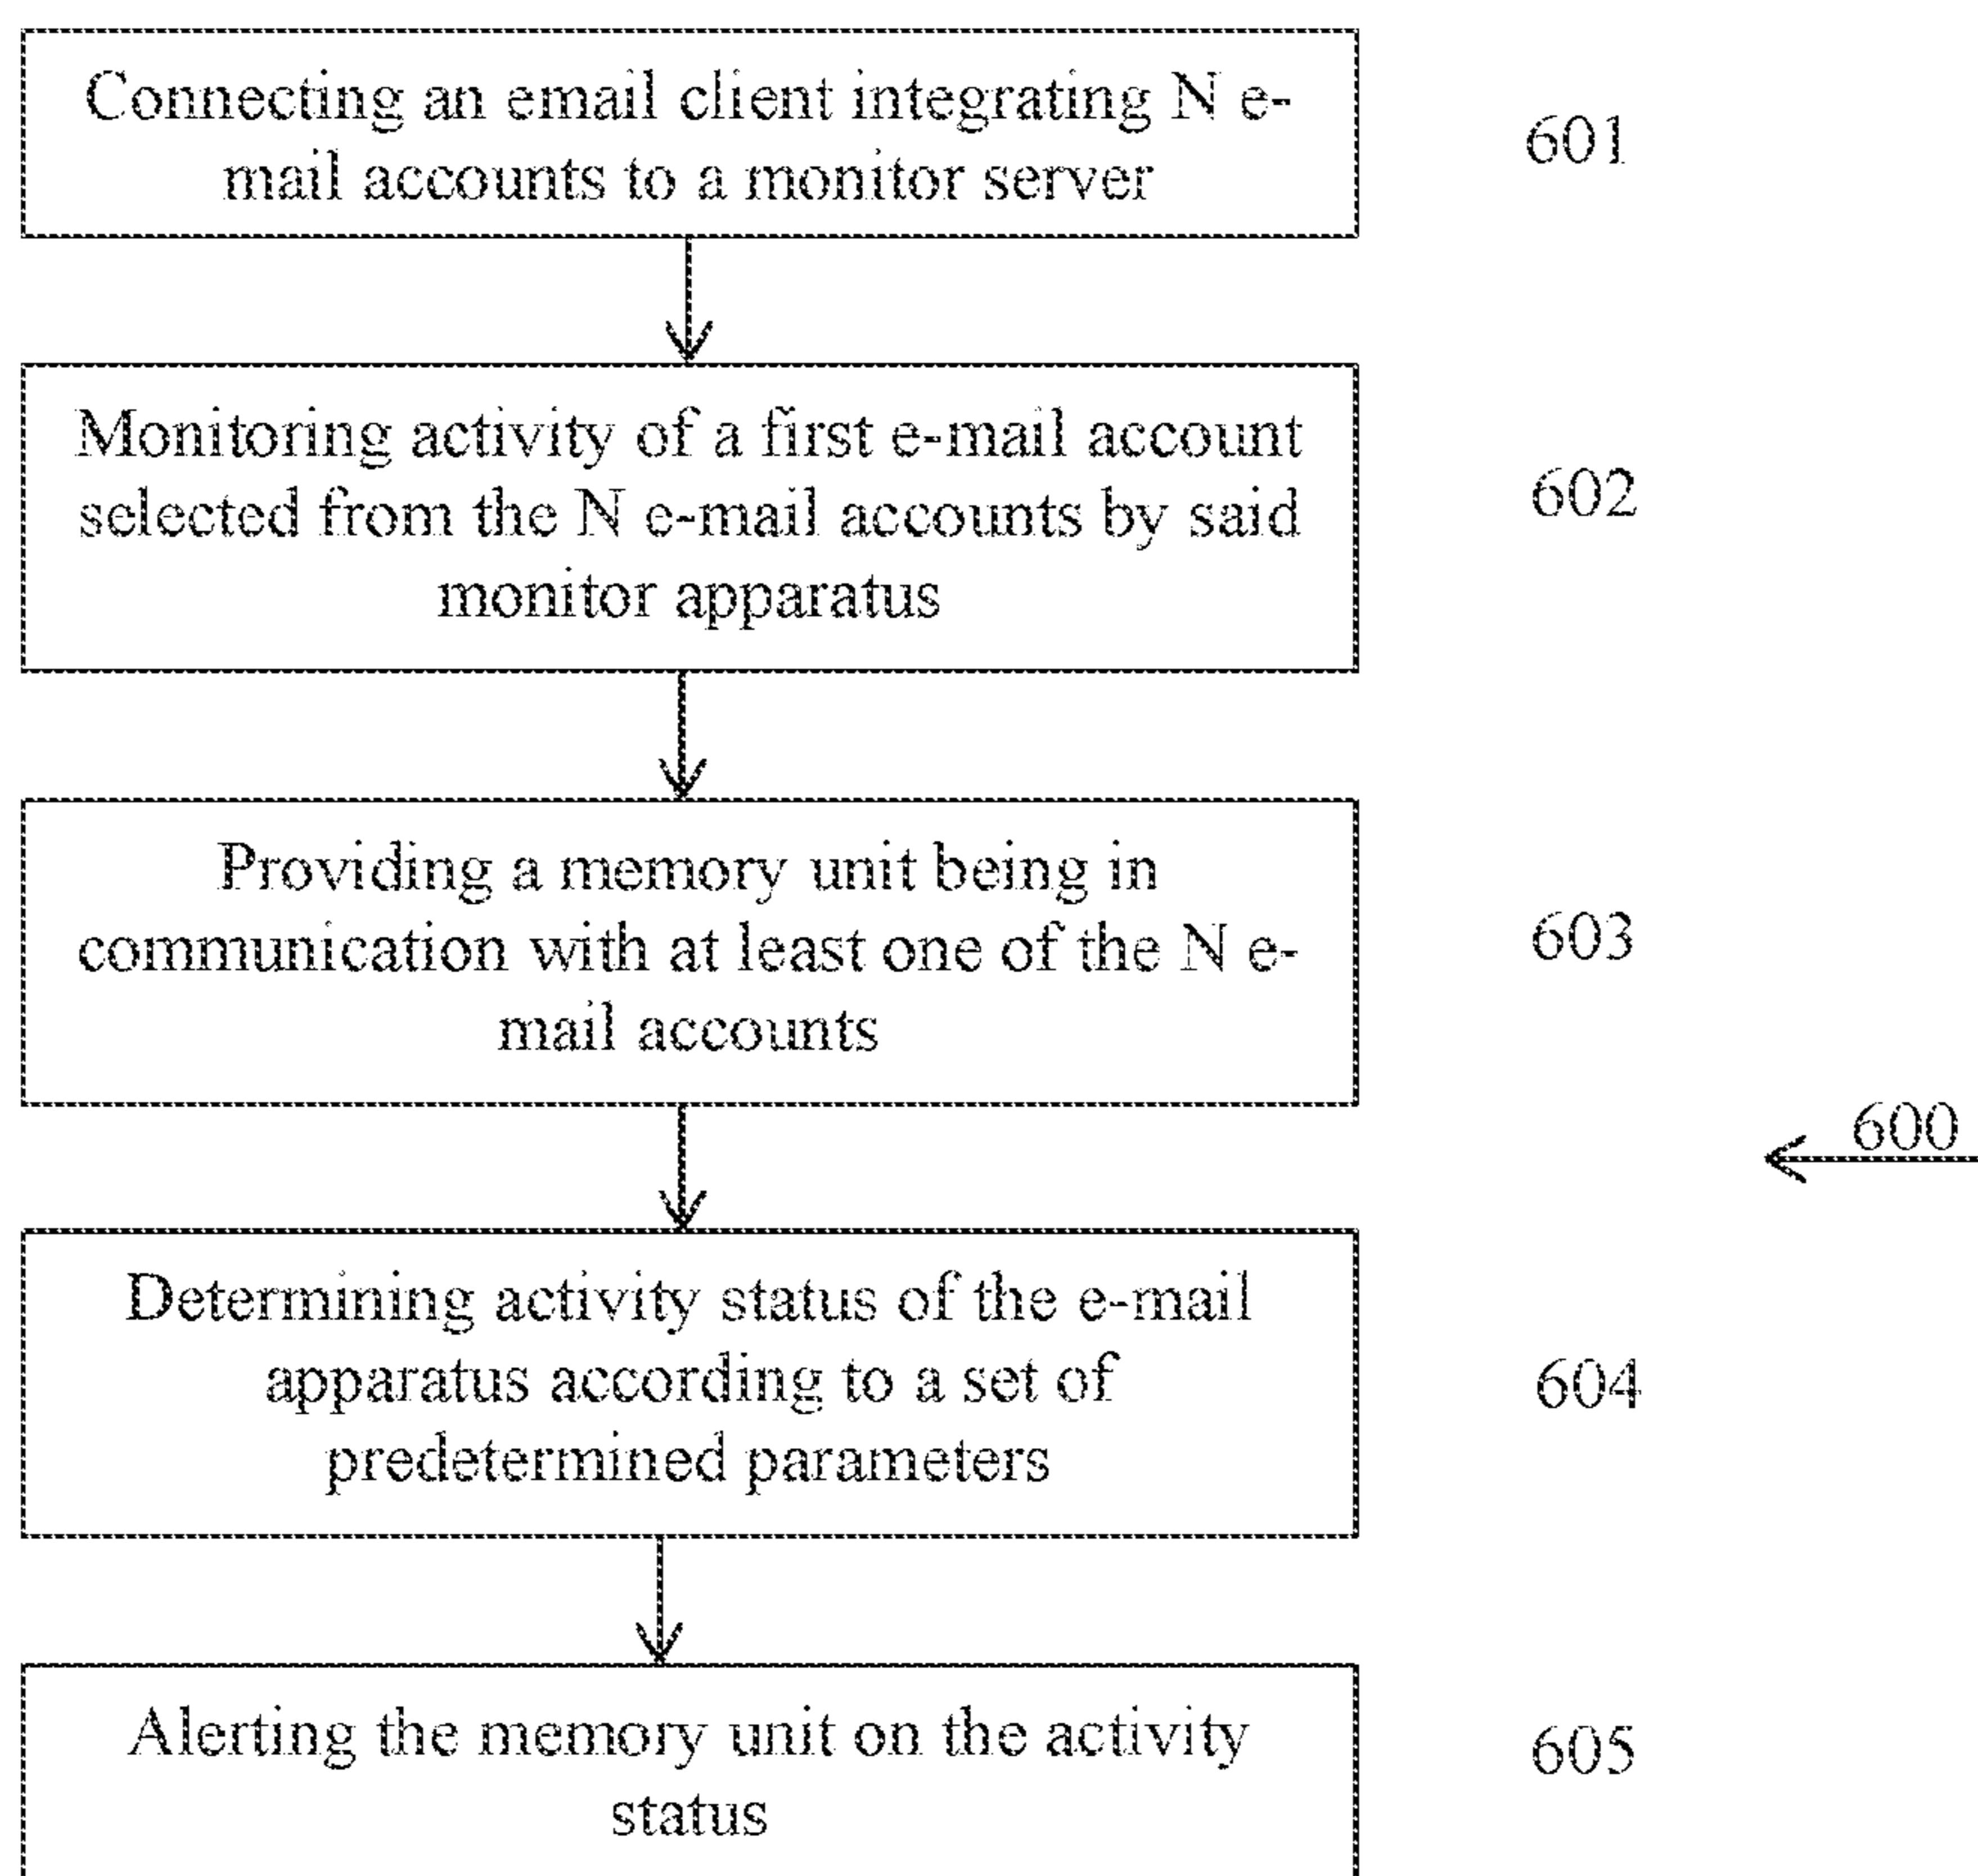 Connecting an email client integrating N e-
mail accounts to a monitor server
601
Monitoring activity of a first e-mail account
selected from the N e-mail accounts by said
monitor apparatus
602
Providing a memory unit being in
communication with at least one of the N e-
mail accounts
603
600
Determining activity status of the e-mail
apparatus according to a set of
predetermined parameters
604
Alerting the memory unit on the activity
status
605